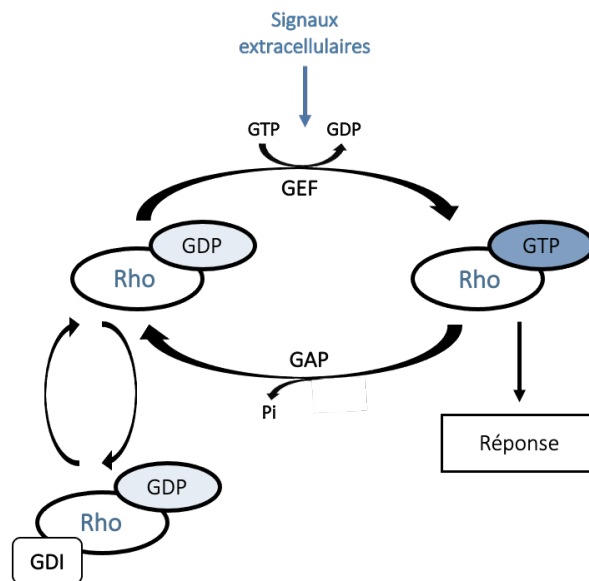 Signaux
extracellulaires
GTP GDP
GEF
GDP
Rho
GTP
Rho
GAP
Pi
Réponse
GDP
Rho
GDI